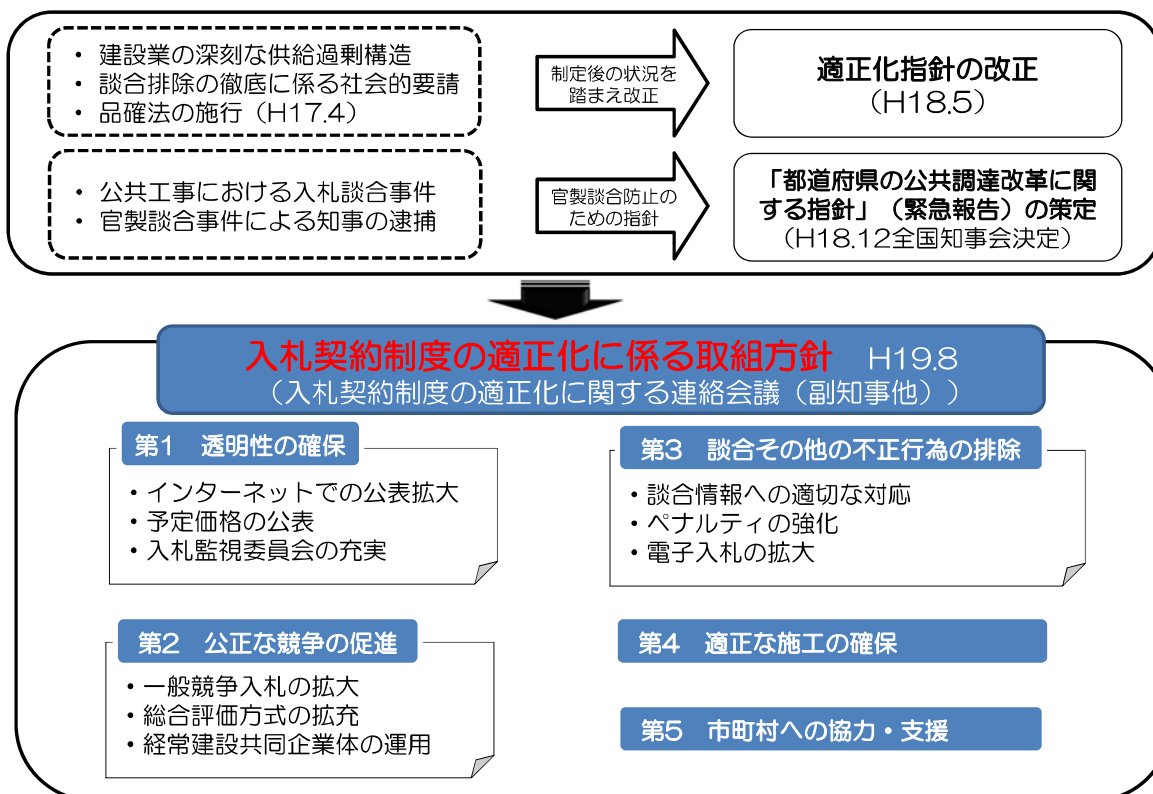 ・ 建設業の深刻な供給過剰構造
・ 談合排除の徹底に係る社会的要請
・ 品確法の施行（H17.4）
制定後の状況を
踏まえ改正
適正化指針の改正
（H18.5）
・ 公共工事における入札談合事件
・ 官製談合事件による知事の逮捕
官製談合防止の
ための指針
「都道府県の公共調達改革に関
する指針」（緊急報告）の策定
（H18.12全国知事会決定）
入札契約制度の適正化に係る取組方針 H19.8
（入札契約制度の適正化に関する連絡会議（副知事他））
第1 透明性の確保
・インターネットでの公表拡大
・予定価格の公表
・入札監視委員会の充実
第2 公正な競争の促進
・一般競争入札の拡大
・総合評価方式の拡充
・経常建設共同企業体の運用
第3 談合その他の不正行為の排除
・談合情報への適切な対応
・ペナルティの強化
・電子入札の拡大
第4 適正な施工の確保
第5 市町村への協力・支援